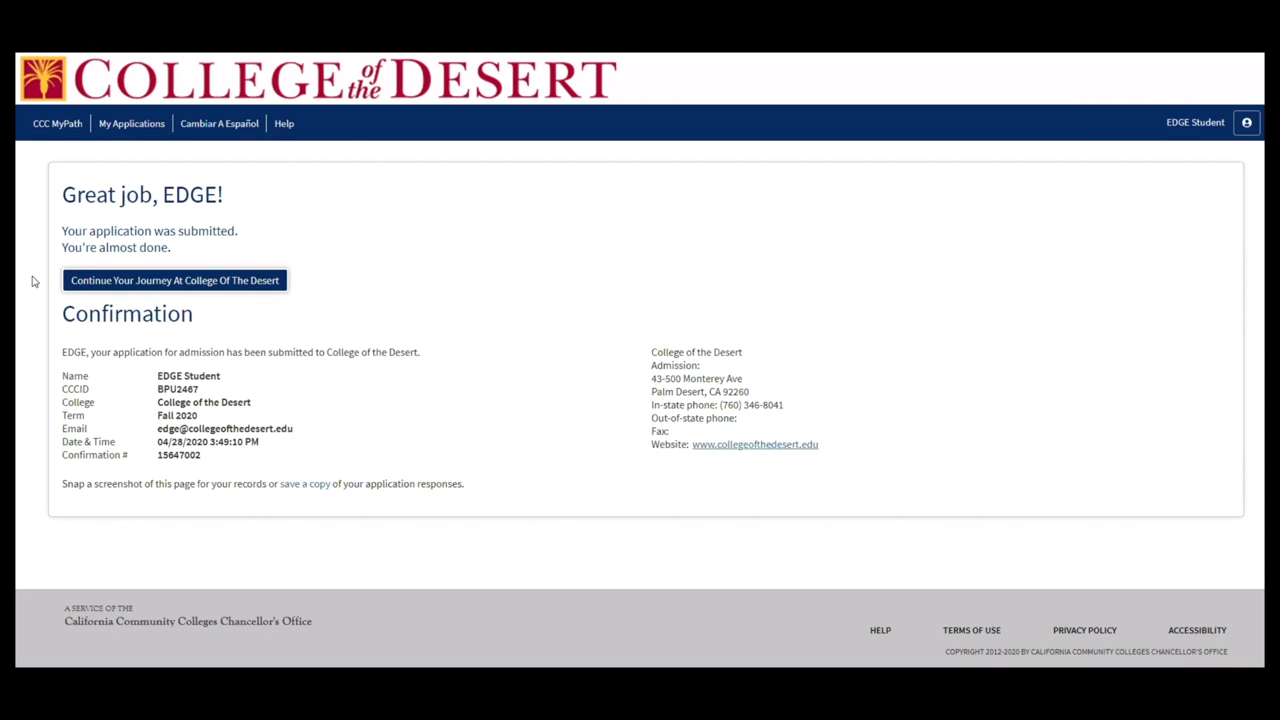 COLLEGE of the DESERT
CCC MyPath My Applications Cambiar A Español Help EDGE Student
Great job, EDGE!
Your application was submitted.
You're almost done.
Continue Your Journey At College Of The Desert
Confirmation
EDGE, your application for admission has been submitted to College of the Desert.
Name EDGE Student
CCCID BPU2467
College College of the Desert
Term Fall 2020
Email edge@collegeofthedesert.edu
Date & Time 04/28/2020 3:49:10 PM
Confirmation # 15647002
Snap a screenshot of this page for your records or save a copy of your application responses.
College of the Desert
Admission:
43-500 Monterey Ave
Palm Desert, CA 92260
In-state phone: (760) 346-8041
Out-of-state phone:
Fax:
Website: www.collegeofthedesert.edu
A SERVICE OF THE
California Community Colleges Chancellor's Office
HELP TERMS OF USE PRIVACY POLICY ACCESSIBILITY
COPYRIGHT 2012-2020 BY CALIFORNIA COMMUNITY COLLEGES CHANCELLOR'S OFFICE